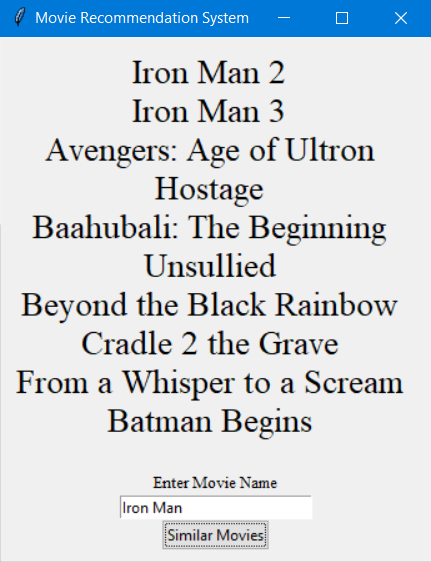 Movie Recommendation System
Iron Man 2
Iron Man 3
Avengers: Age of Ultron
Hostage
Baahubali: The Beginning
Unsullied
Beyond the Black Rainbow
Cradle 2 the Grave
From a Whisper to a Scream
Batman Begins
Enter Movie Name
Iron Man
Similar Movies